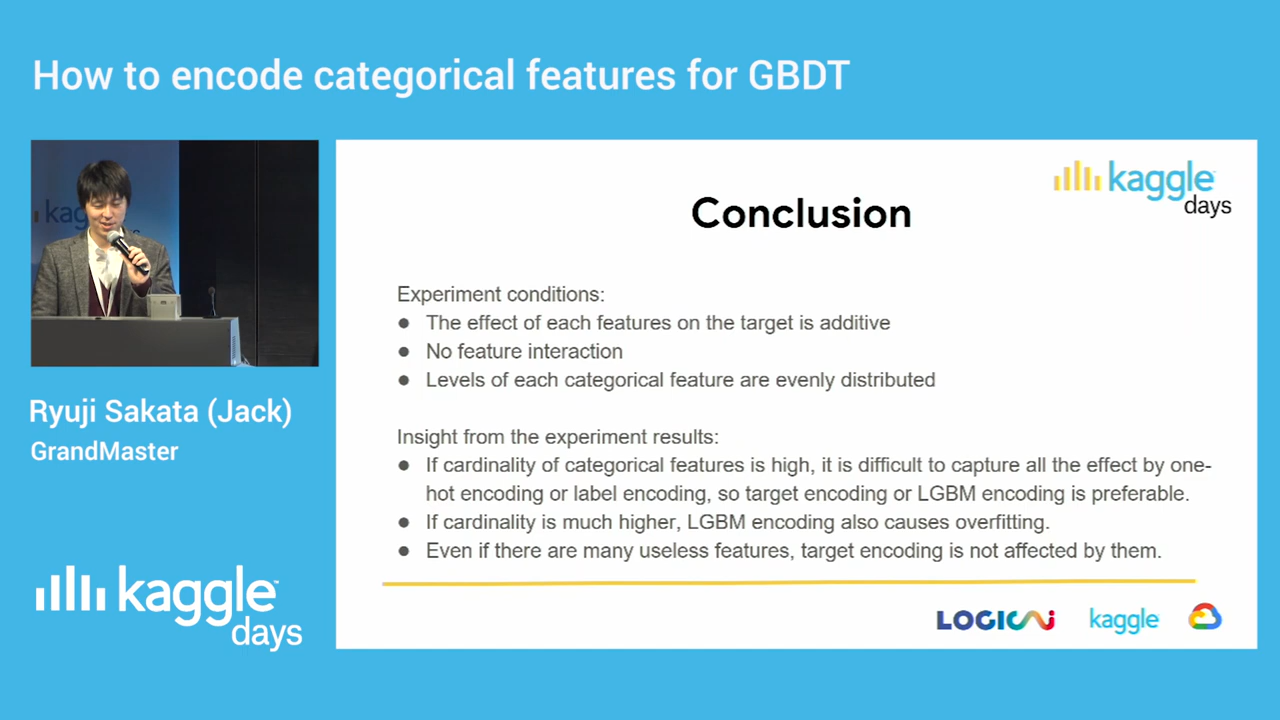 How to encode categorical features for GBDT
kaggle
days
Conclusion
Experiment conditions:
● The effect of each features on the target is additive
● No feature interaction
● Levels of each categorical feature are evenly distributed
Insight from the experiment results:
● If cardinality of categorical features is high, it is difficult to capture all the effect by one-
hot encoding or label encoding, so target encoding or LGBM encoding is preferable.
● If cardinality is much higher, LGBM encoding also causes overfitting.
● Even if there are many useless features, target encoding is not affected by them.
LOGICAI
kaggle
kag
Ryuji Sakata (Jack)
GrandMaster
kaggle™
days